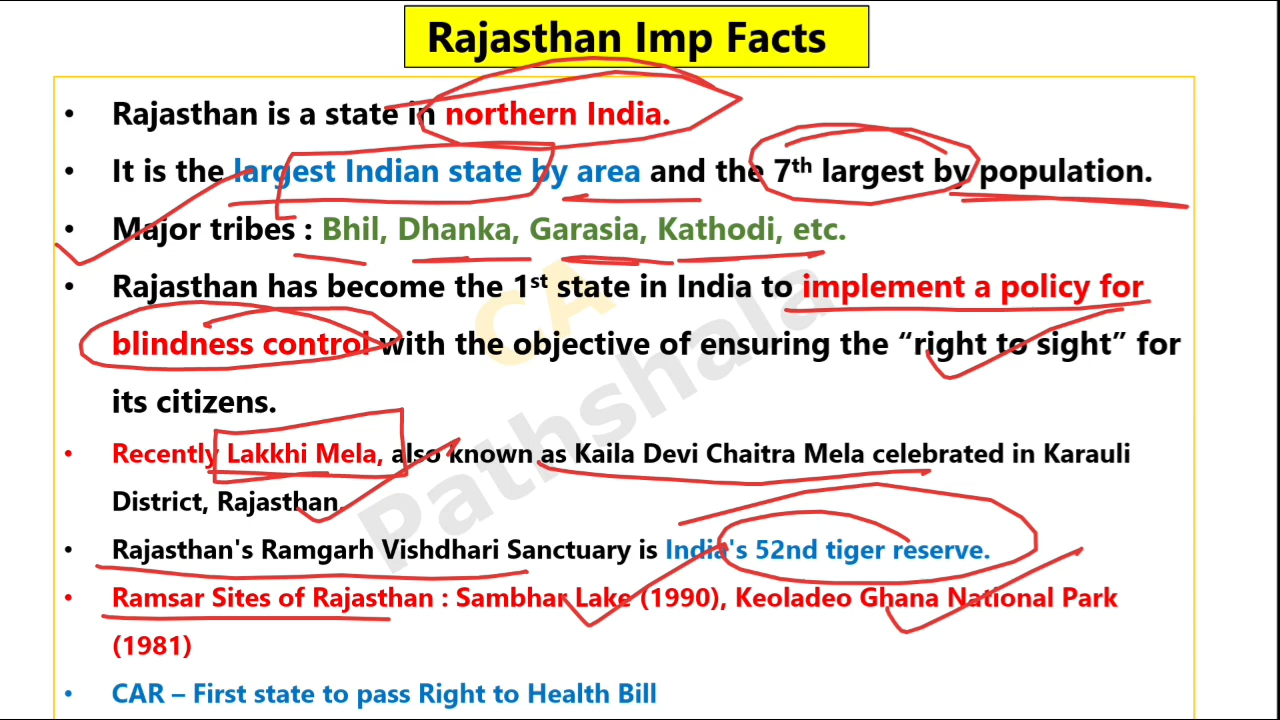 Rajasthan Imp Facts
• Rajasthan is a state in northern India.
• It is the largest Indian state by area and the 7th largest by population.
• Major tribes : Bhil, Dhanka, Garasia, Kathodi, etc.
• Rajasthan has become the 1st state in India to implement a policy for
blindness control with the objective of ensuring the “right to sight” for
its citizens.
• Recently Lakkhi Mela, also known as Kaila Devi Chaitra Mela celebrated in Karauli
District, Rajasthan.
• Rajasthan's Ramgarh Vishdhari Sanctuary is India's 52nd tiger reserve.
• Ramsar Sites of Rajasthan : Sambhar Lake (1990), Keoladeo Ghana National Park
(1981)
• CAR – First state to pass Right to Health Bill
CA
Pathshala